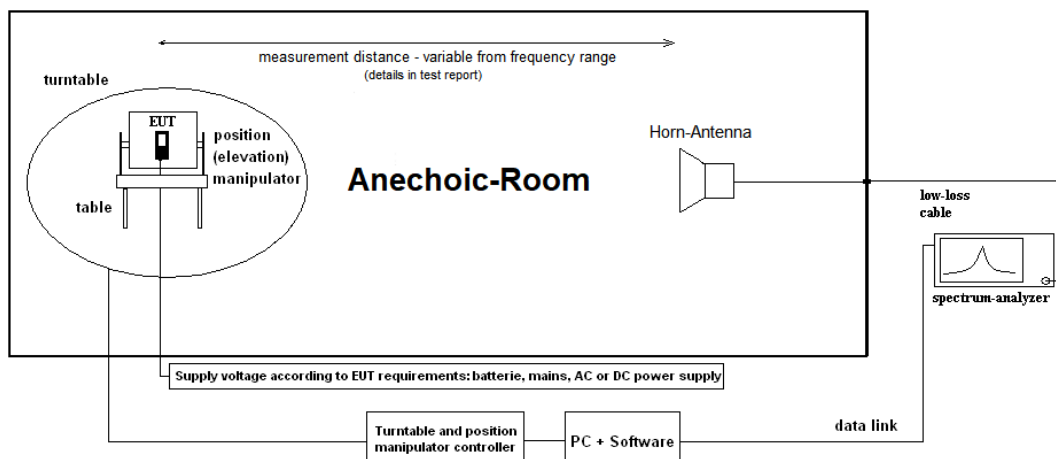 measurement distance - variable from frequency range
(details in test report)
turntable
EUT
position
(elevation)
manipulator
table
Anechoic-Room
Horn-Antenna
low-loss
cable
spectrum-analyzer
Supply voltage according to EUT requirements: batterie, mains, AC or DC power supply
Turntable and position
manipulator controller
PC + Software
data link